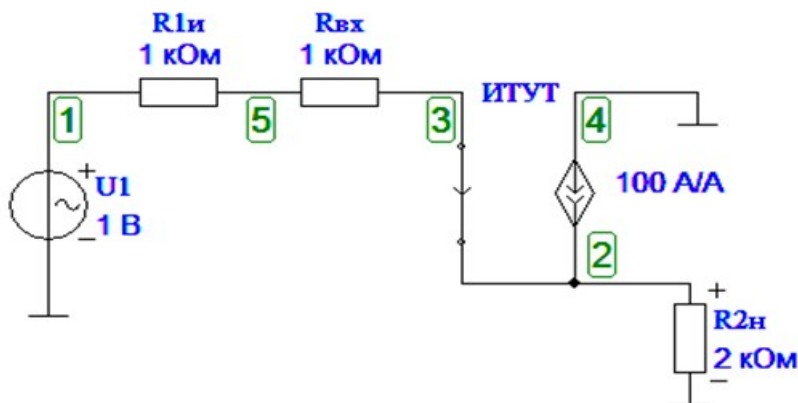 R1и
1 кОм
Rвх
1 кОм
ИТУТ
1
5
3
4
+
U1
1 В
−
100 А/А
2
+
R2н
2 кОм
−